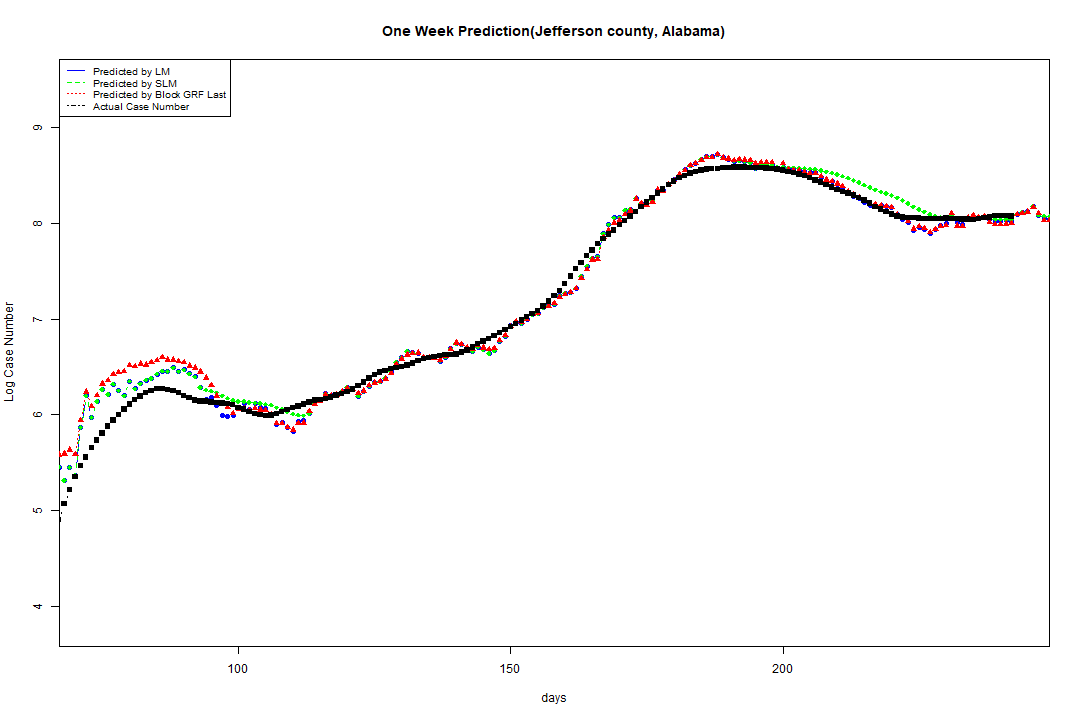 One Week Prediction(Jefferson county, Alabama)
Predicted by LM
Predicted by SLM
Predicted by Block GRF Last
Actual Case Number
9
8
7
6
5
4
Log Case Number
100 150 200
days